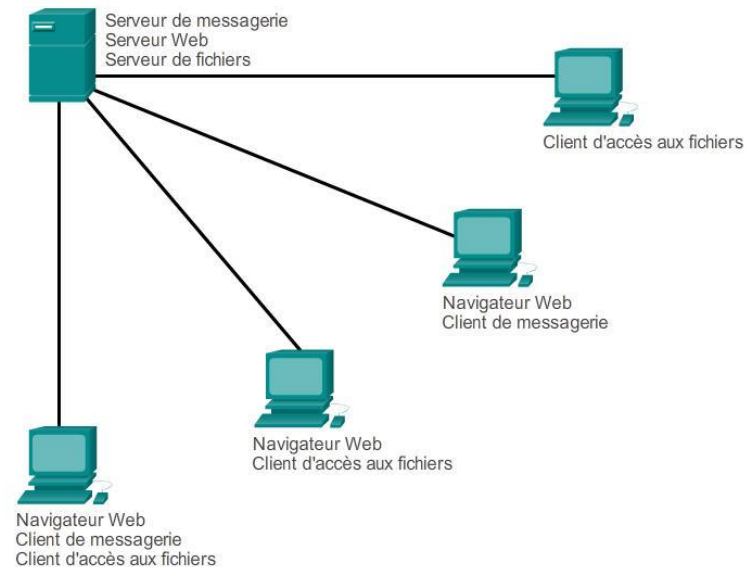 Serveur de messagerie
Serveur Web
Serveur de fichiers
Client d'accès aux fichiers
Navigateur Web
Client de messagerie
Navigateur Web
Client d'accès aux fichiers
Navigateur Web
Client de messagerie
Client d'accès aux fichiers